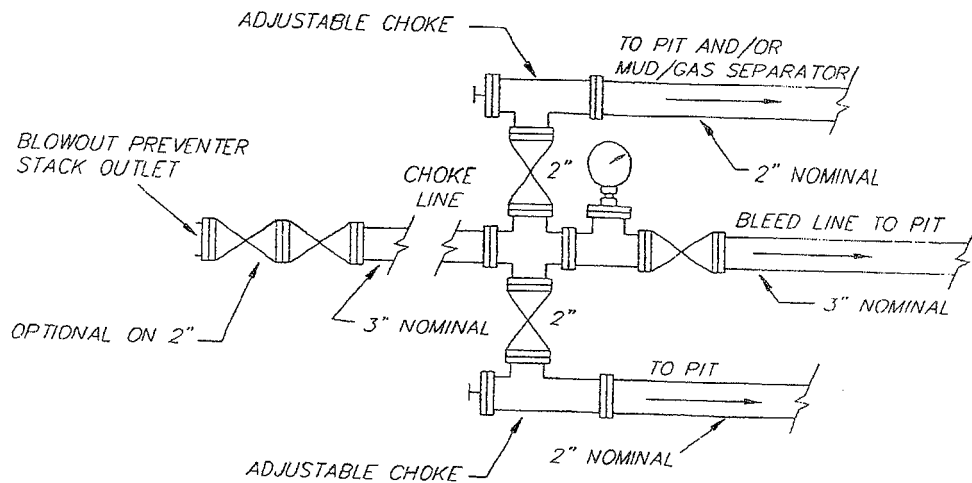 ADJUSTABLE CHOKE
TO PIT AND/OR
MUD/GAS SEPARATOR
BLOWOUT PREVENTER
STACK OUTLET
2"
CHOKE
LINE
2" NOMINAL
BLEED LINE TO PIT
OPTIONAL ON 2"
3" NOMINAL
2"
3" NOMINAL
TO PIT
2" NOMINAL
ADJUSTABLE CHOKE